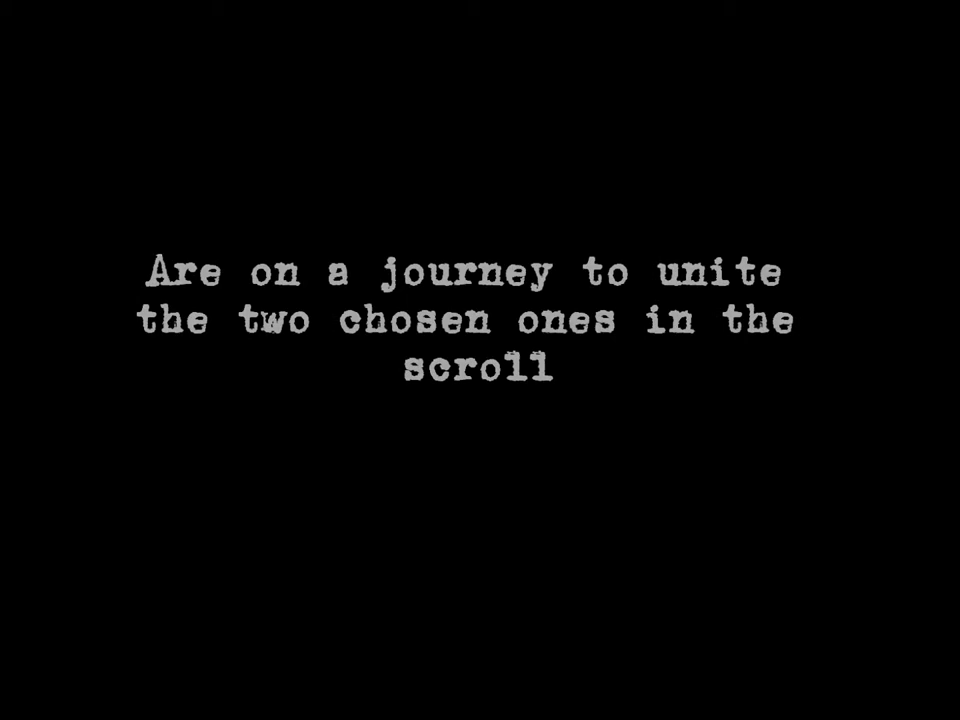 Are on a journey to unite
the two chosen ones in the
scroll